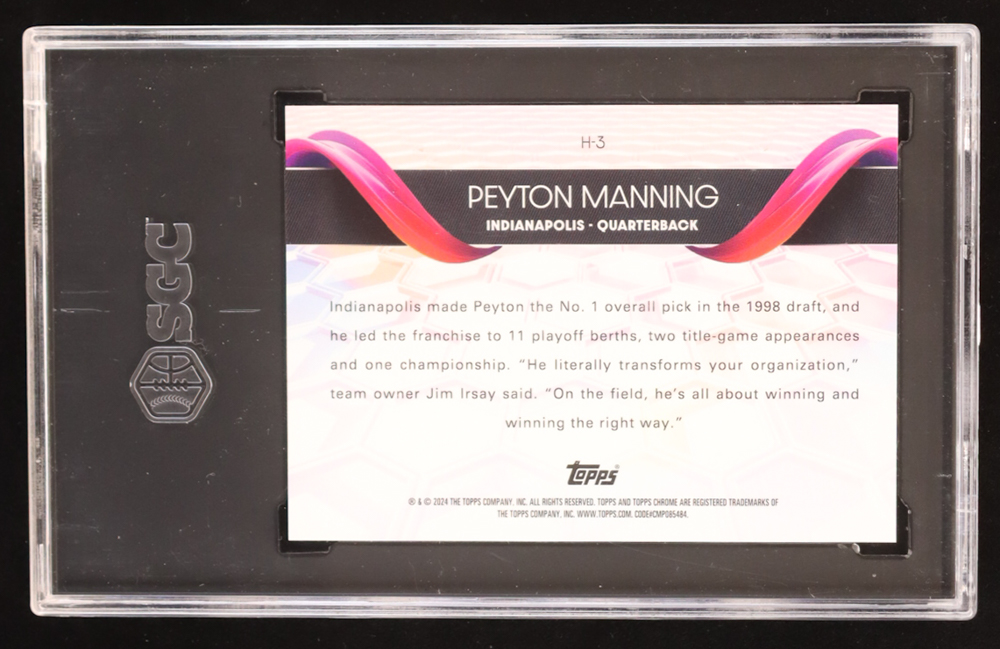 SGC
H-3
PEYTON MANNING
INDIANAPOLIS - QUARTERBACK
Indianapolis made Peyton the No. 1 overall pick in the 1998 draft, and
he led the franchise to 11 playoff berths, two title-game appearances
and one championship. “He literally transforms your organization,”
team owner Jim Irsay said. “On the field, he’s all about winning and
winning the right way.”
topps
® & © 2024 THE TOPPS COMPANY, INC. ALL RIGHTS RESERVED. TOPPS AND TOPPS CHROME ARE REGISTERED TRADEMARKS OF
THE TOPPS COMPANY, INC. WWW.TOPPS.COM. CODE#CMP085484.